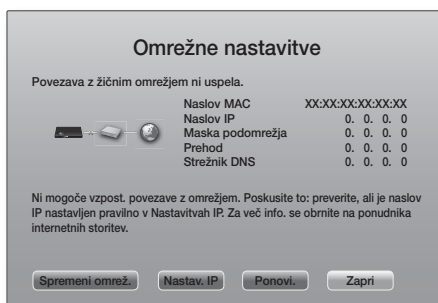 Omrežne nastavitve
Povezava z žičnim omrežjem ni uspela.
Naslov MAC XX:XX:XX:XX:XX:XX
Naslov IP 0. 0. 0. 0
Maska podomrežja 0. 0. 0. 0
Prehod 0. 0. 0. 0
Strežnik DNS 0. 0. 0. 0
Ni mogoče vzpost. povezave z omrežjem. Poskusite to: preverite, ali je naslov
IP nastavljen pravilno v Nastavitvah IP. Za več info. se obrnite na ponudnika
internetnih storitev.
Spremeni omrež. Nastav. IP Ponovi. Zapri